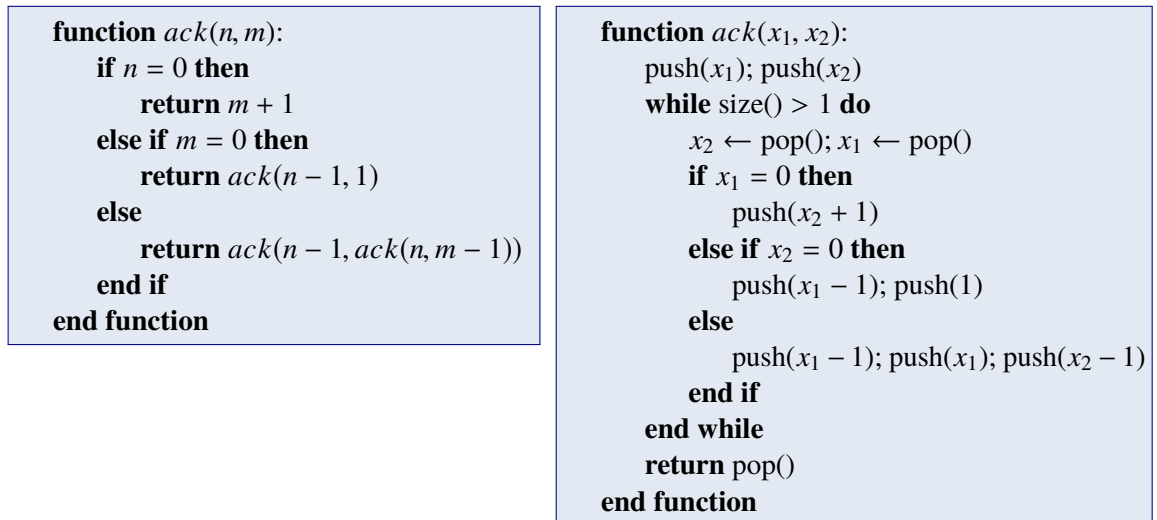 function ack(n, m):
if n = 0 then
return m + 1
else if m = 0 then
return ack(n − 1, 1)
else
return ack(n − 1, ack(n, m − 1))
end if
end function
function ack(x₁, x₂):
push(x₁); push(x₂)
while size() > 1 do
x₂ ← pop(); x₁ ← pop()
if x₁ = 0 then
push(x₂ + 1)
else if x₂ = 0 then
push(x₁ − 1); push(1)
else
push(x₁ − 1); push(x₁); push(x₂ − 1)
end if
end while
return pop()
end function